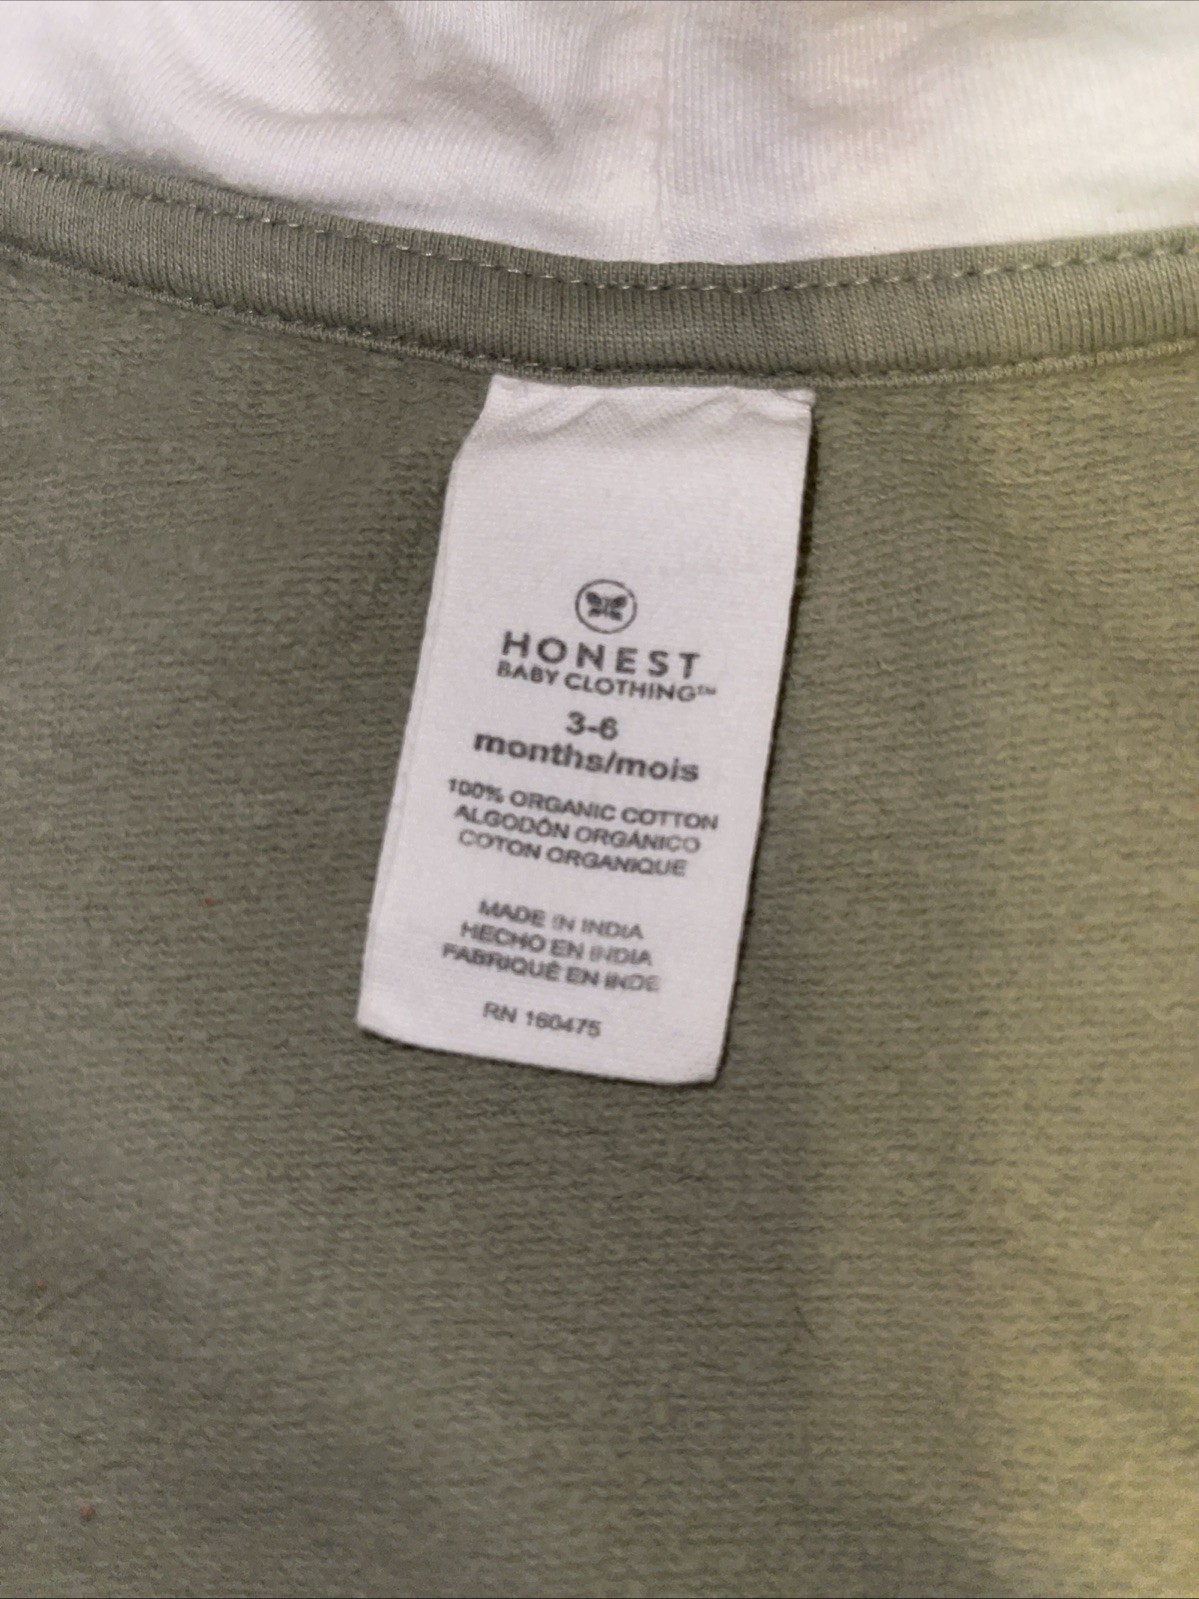 HONEST
BABY CLOTHING™
3-6
months/mois
100% ORGANIC COTTON
ALGODÓN ORGÁNICO
COTON ORGANIQUE
MADE IN INDIA
HECHO EN INDIA
FABRIQUÉ EN INDE
RN 160475